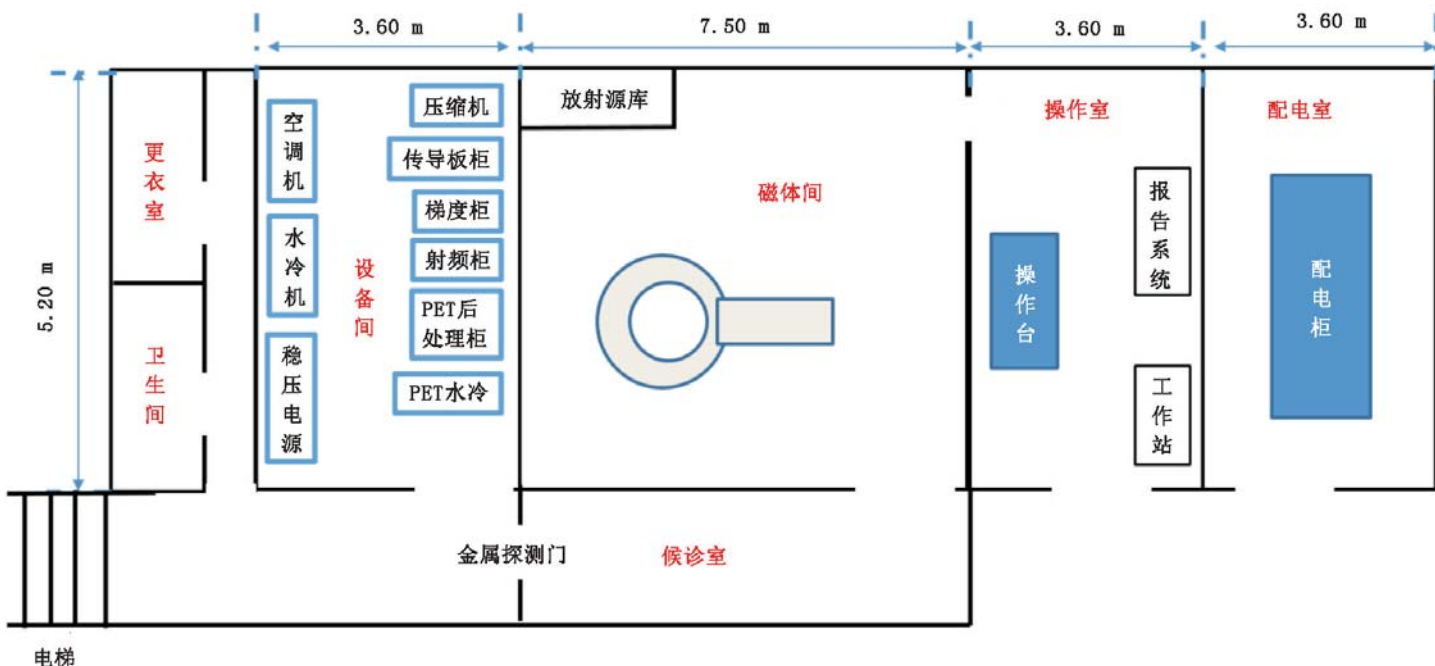 3.60 m
7.50 m
3.60 m
3.60 m
5.20 m
更衣室
卫生间
空调机
水冷机
稳压电源
设备间
压缩机
传导板柜
梯度柜
射频柜
PET后
处理柜
PET水冷
放射源库
磁体间
操作室
操作台
报告系统
工作站
配电室
配电柜
金属探测门
候诊室
电梯